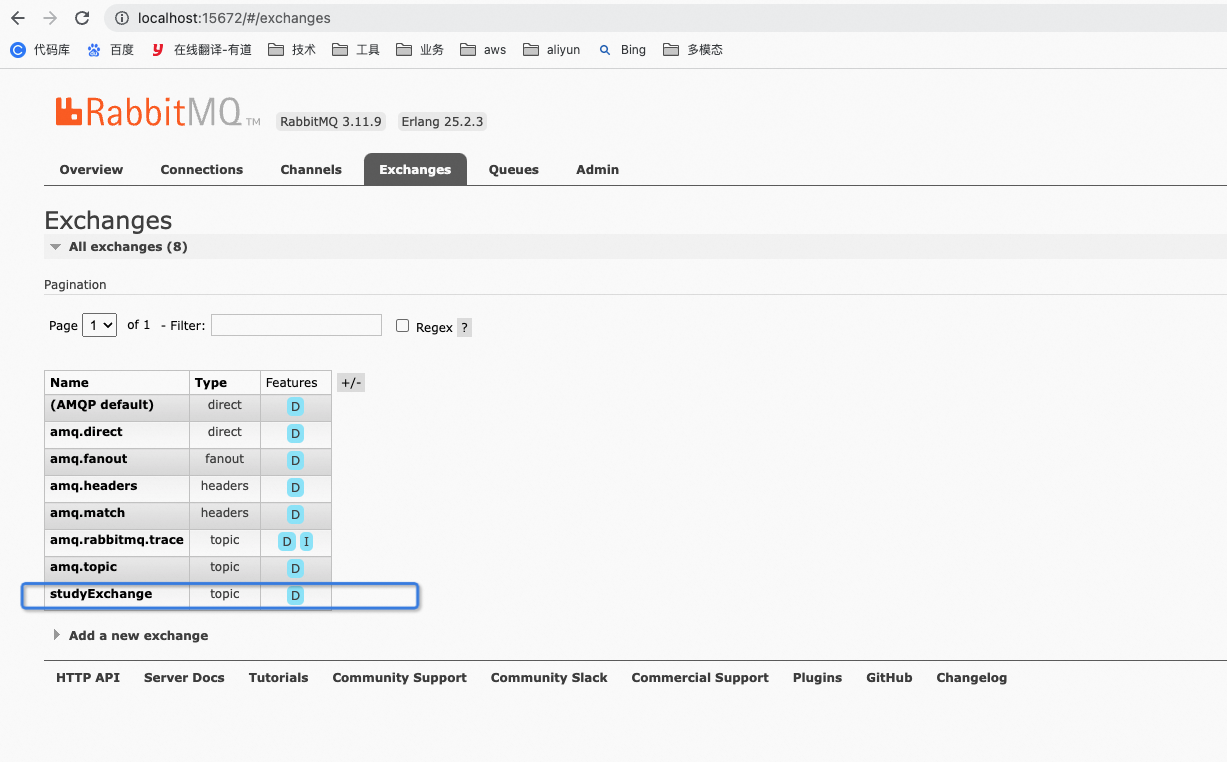 localhost:15672/#/exchanges
代码库 百度 在线翻译-有道 技术 工具 业务 aws aliyun Bing 多模态
RabbitMQ TM RabbitMQ 3.11.9 Erlang 25.2.3
Overview Connections Channels Exchanges Queues Admin
Exchanges
All exchanges (8)
Pagination
Page 1 of 1 - Filter: Regex ?
Name Type Features +/-
(AMQP default) direct D
amq.direct direct D
amq.fanout fanout D
amq.headers headers D
amq.match headers D
amq.rabbitmq.trace topic D I
amq.topic topic D
studyExchange topic D
Add a new exchange
HTTP API Server Docs Tutorials Community Support Community Slack Commercial Support Plugins GitHub Changelog